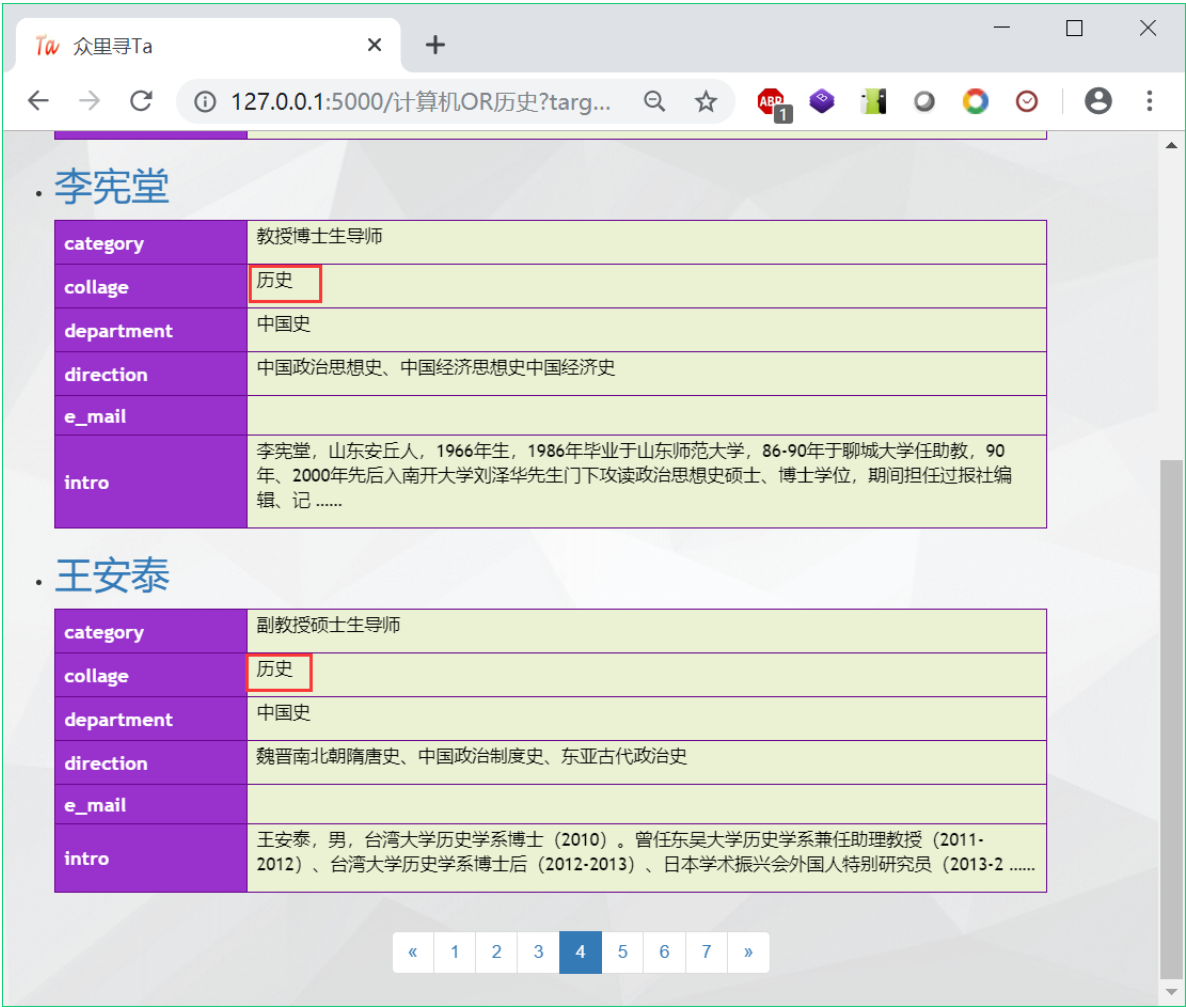 Ta 众里寻Ta
127.0.0.1:5000/计算机OR历史?targ...
ABP
1
李宪堂
category 教授博士生导师
collage 历史
department 中国史
direction 中国政治思想史、中国经济思想史中国经济史
e_mail
intro 李宪堂，山东安丘人，1966年生，1986年毕业于山东师范大学，86-90年于聊城大学任助教，90
年、2000年先后入南开大学刘泽华先生门下攻读政治思想史硕士、博士学位，期间担任过报社编
辑、记 ......
王安泰
category 副教授硕士生导师
collage 历史
department 中国史
direction 魏晋南北朝隋唐史、中国政治制度史、东亚古代政治史
e_mail
intro 王安泰，男，台湾大学历史学系博士（2010）。曾任东吴大学历史学系兼任助理教授（2011-
2012）、台湾大学历史学系博士后（2012-2013）、日本学术振兴会外国人特别研究员（2013-2 ......
« 1 2 3 4 5 6 7 »